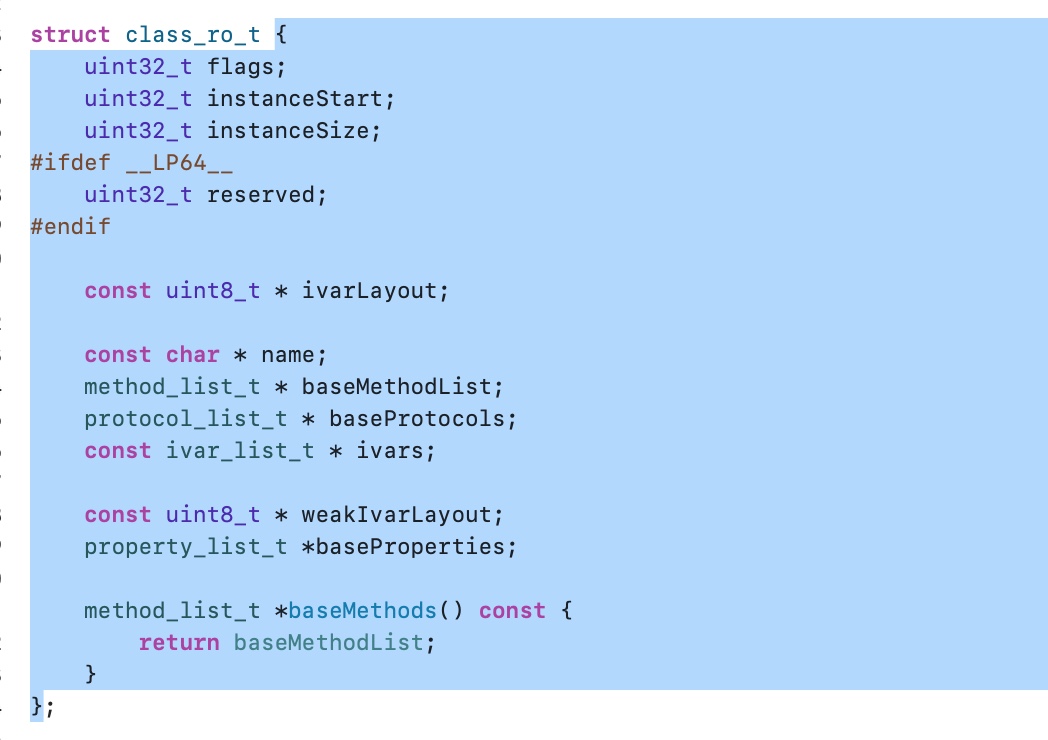 struct class_ro_t {
    uint32_t flags;
    uint32_t instanceStart;
    uint32_t instanceSize;
#ifdef __LP64__
    uint32_t reserved;
#endif

    const uint8_t * ivarLayout;

    const char * name;
    method_list_t * baseMethodList;
    protocol_list_t * baseProtocols;
    const ivar_list_t * ivars;

    const uint8_t * weakIvarLayout;
    property_list_t *baseProperties;

    method_list_t *baseMethods() const {
        return baseMethodList;
    }
};